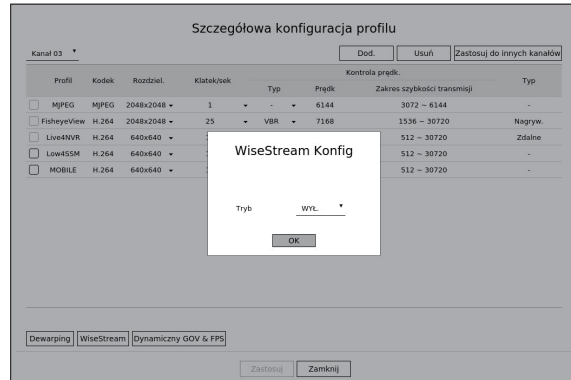 Szczegółowa konfiguracja profilu
Kanał 03
Dod. Usuń Zastosuj do innych kanałów
Profil Kodek Rozdziel. Klatek/sek Kontrola prędk. Typ
Typ Prędk Zakres szybkości transmisji
MJPEG MJPEG 2048x2048 1 - 6144 3072 ~ 6144 -
FisheyeView H.264 2048x2048 25 VBR 7168 1536 ~ 30720 Nagryw.
Live4NVR H.264 640x640 512 ~ 30720 Zdalne
Low4SSM H.264 640x640 512 ~ 30720 -
MOBILE H.264 640x640 512 ~ 30720 -
WiseStream Konfig
Tryb WYŁ.
OK
Dewarping WiseStream Dynamiczny GOV & FPS
Zastosuj Zamknij